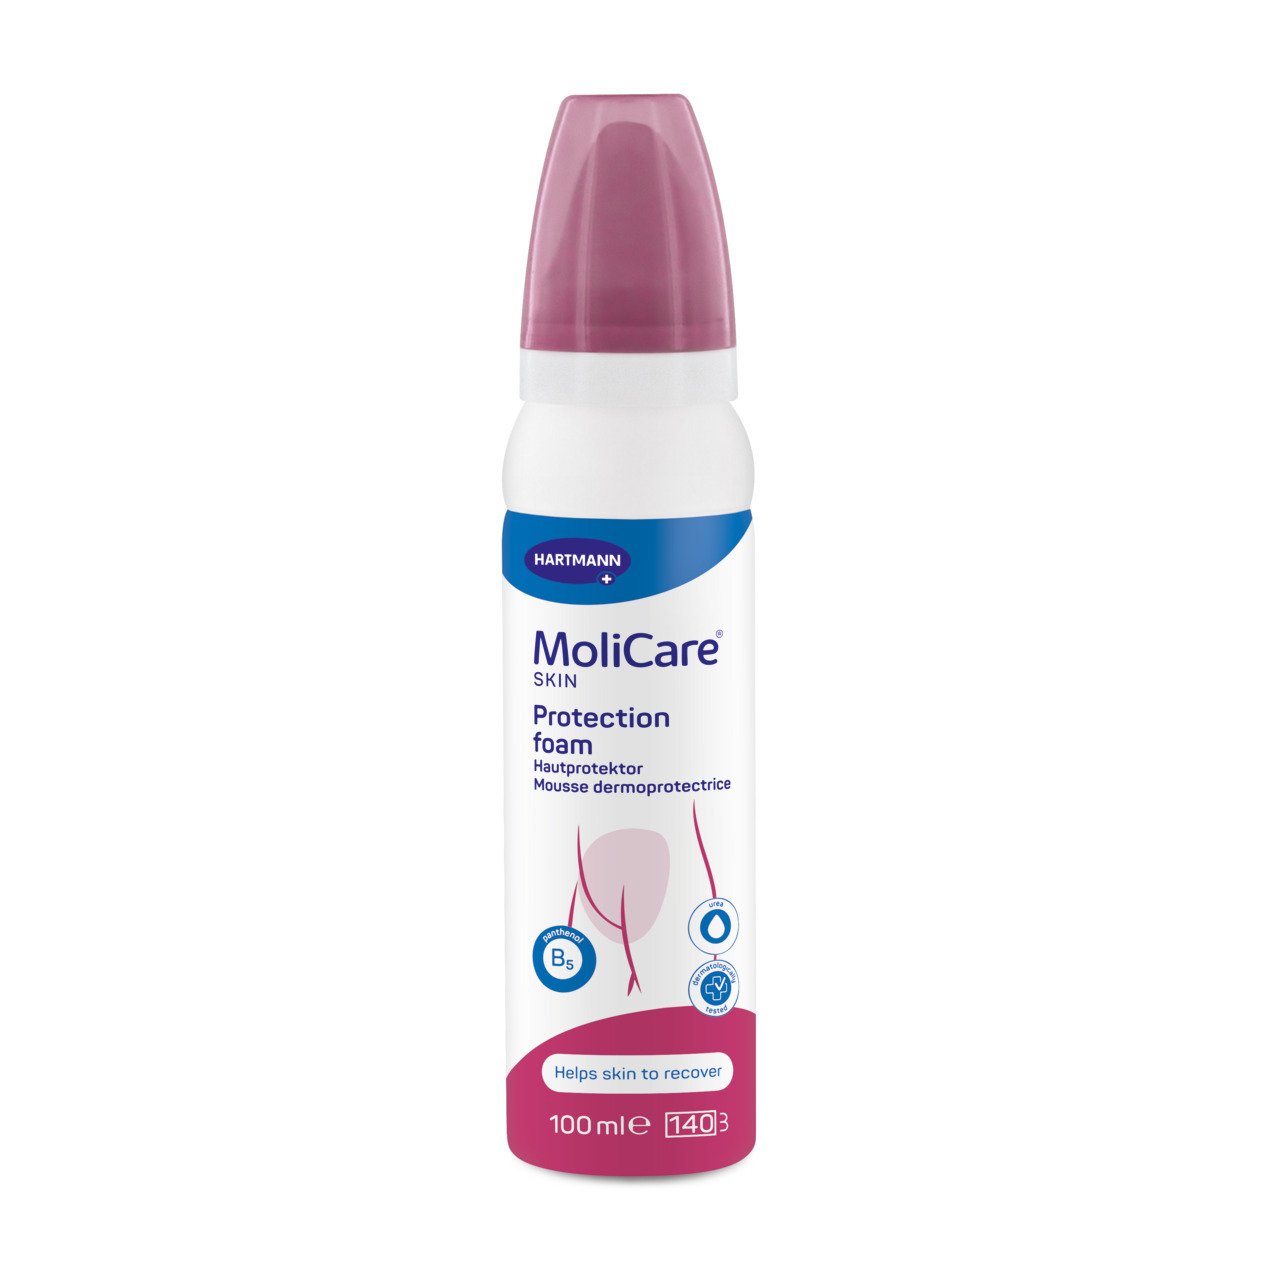 HARTMANN
MoliCare®
SKIN
Protection
foam
Hautprotektor
Mousse dermoprotectrice
urea
panthenol
B5
dermatologically
tested
Helps skin to recover
100 ml℮ 140